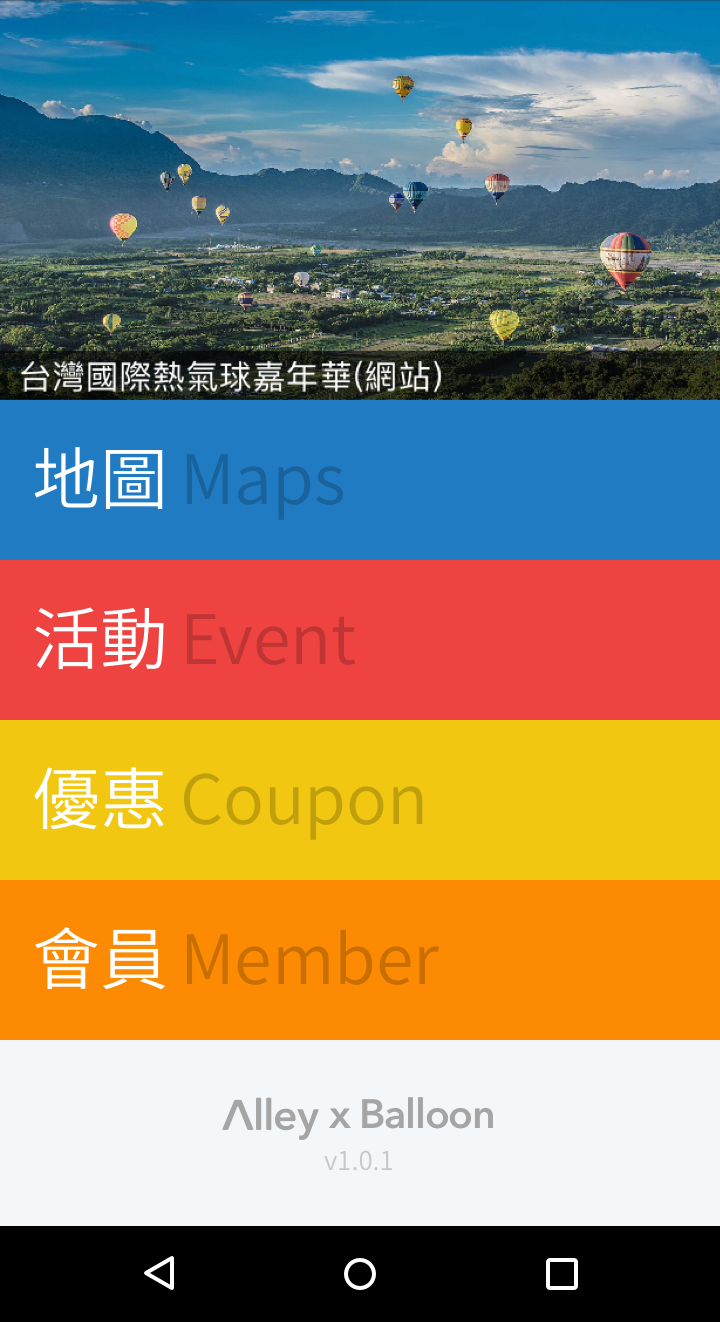 台灣國際熱氣球嘉年華(網站)
地圖 Maps
活動 Event
優惠 Coupon
會員 Member
Alley x Balloon
v1.0.1